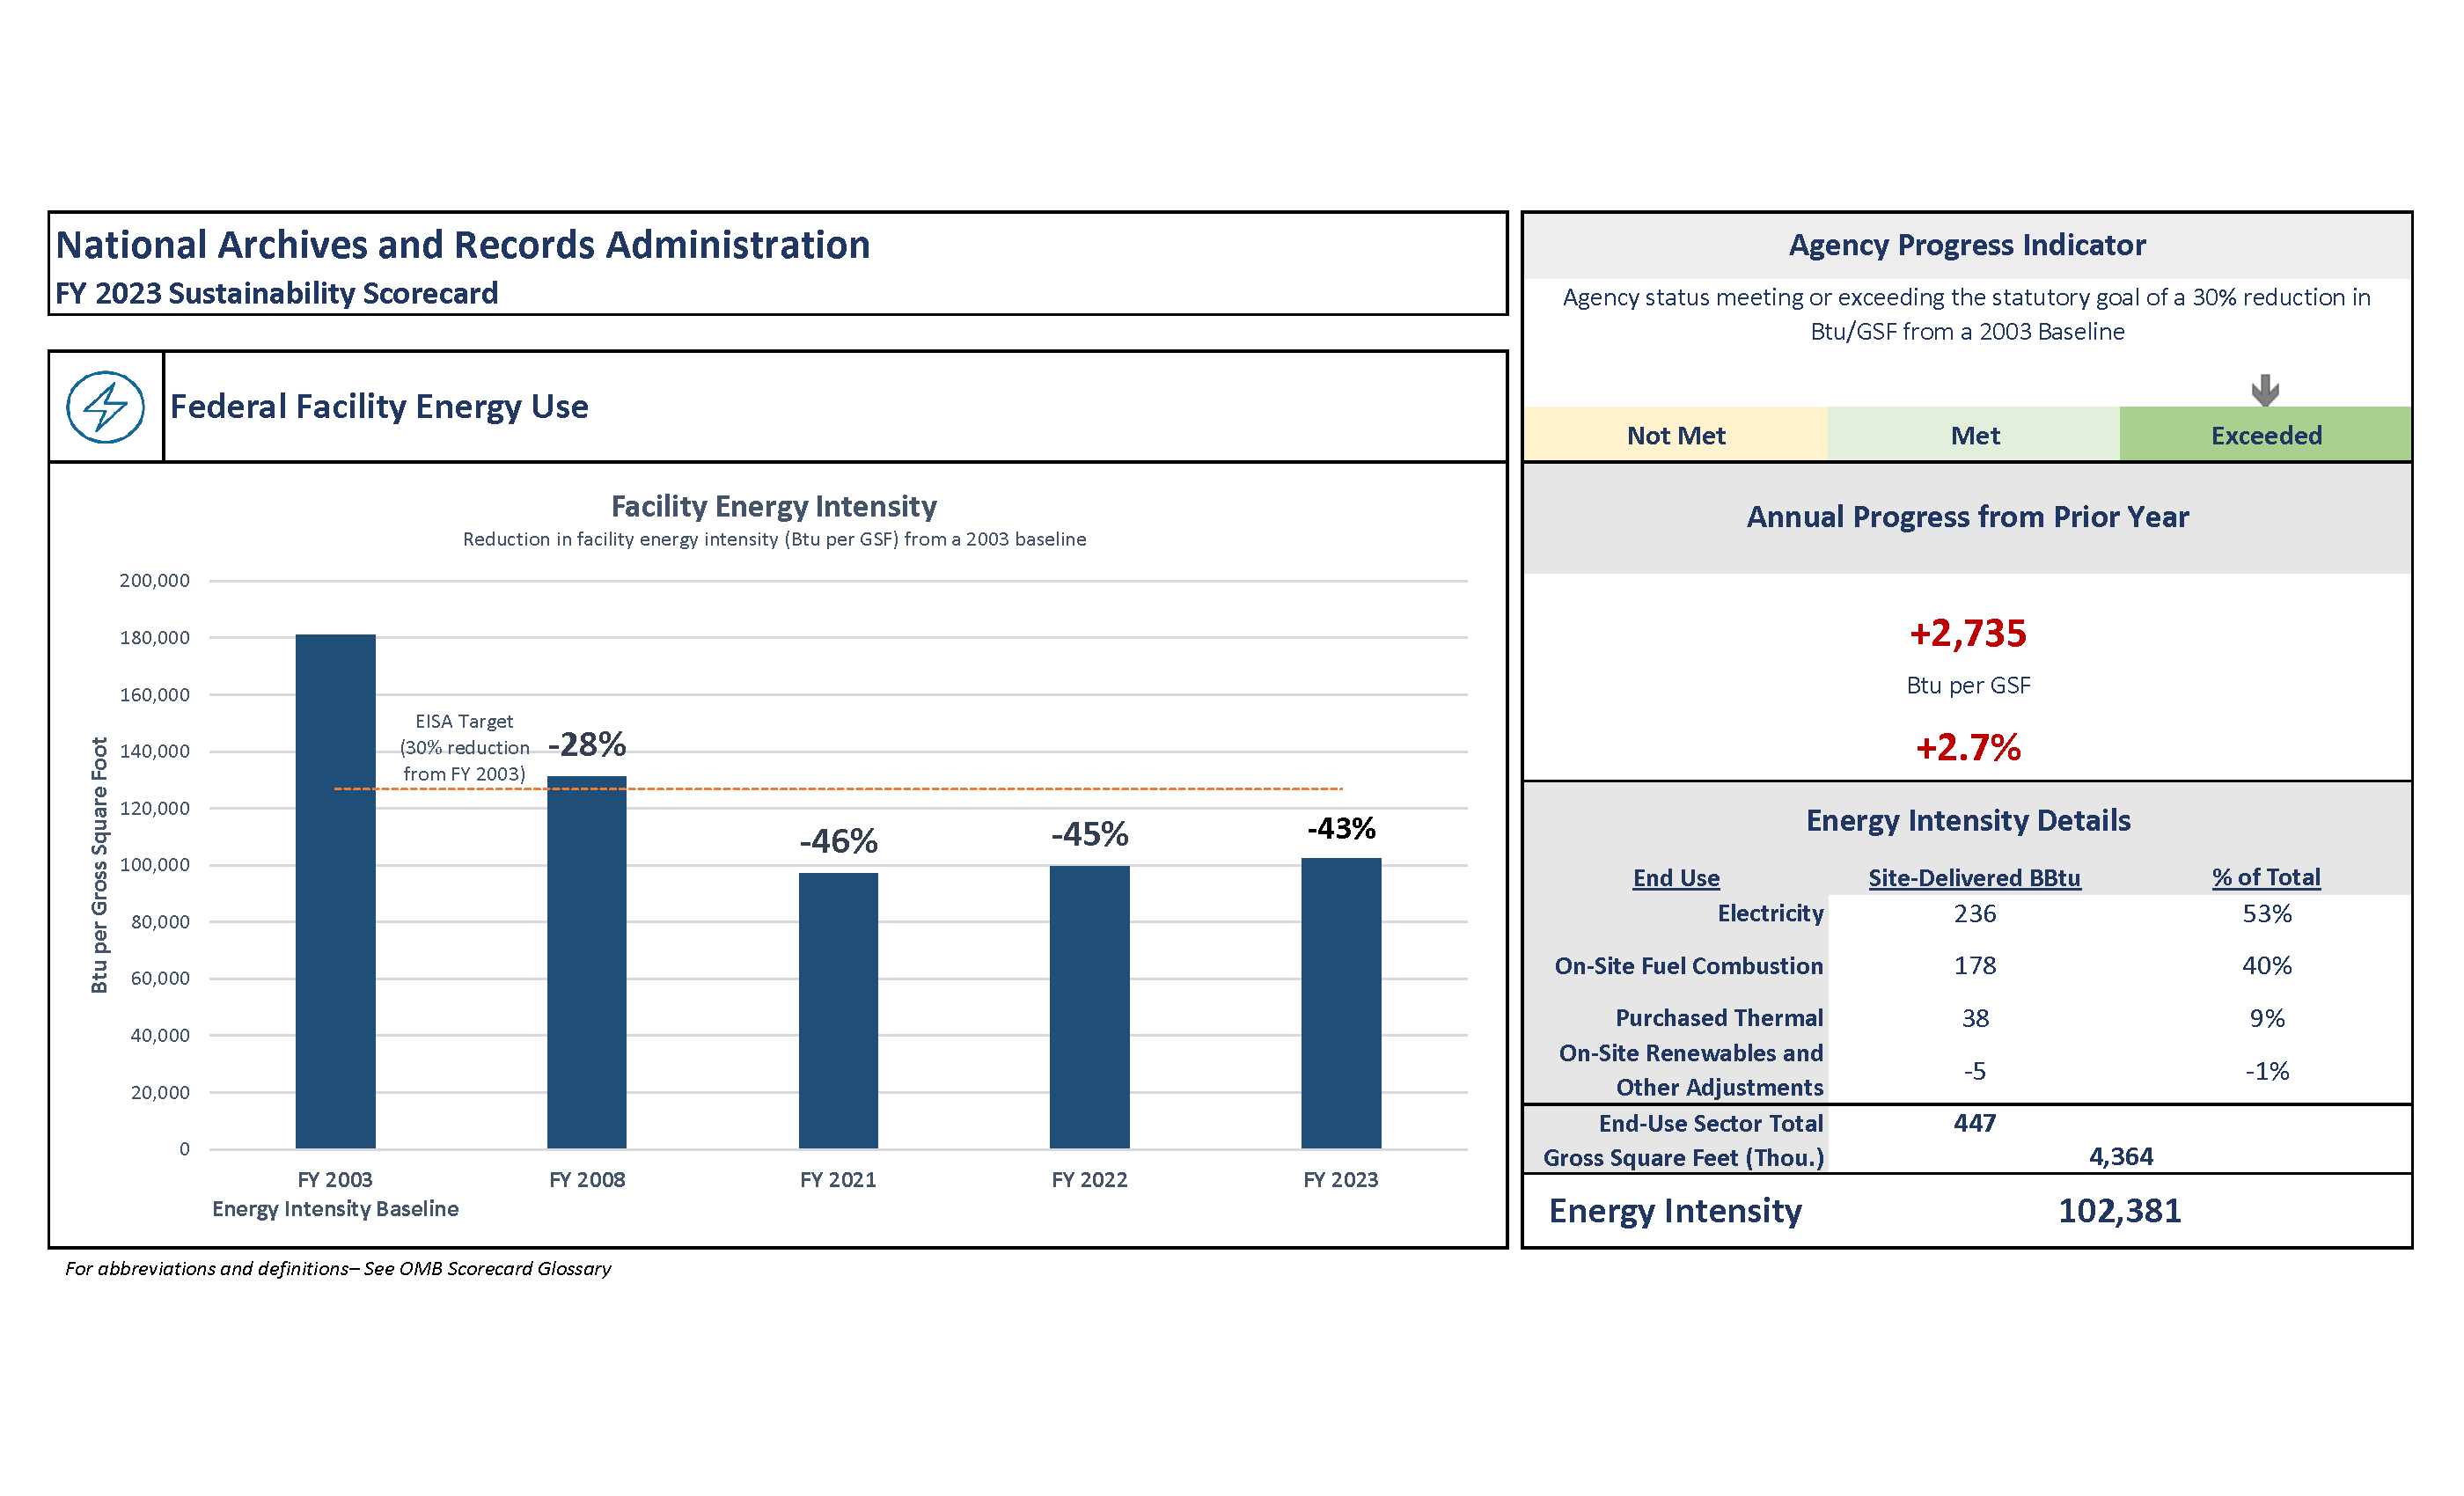 National Archives and Records Administration
FY 2023 Sustainability Scorecard
Federal Facility Energy Use
Facility Energy Intensity
Reduction in facility energy intensity (Btu per GSF) from a 2003 baseline
Btu per Gross Square Foot
200,000
180,000
160,000
140,000
120,000
100,000
80,000
60,000
40,000
20,000
0
EISA Target
(30% reduction
from FY 2003)
-28%
-46%
-45%
-43%
FY 2003
Energy Intensity Baseline
FY 2008
FY 2021
FY 2022
FY 2023
For abbreviations and definitions– See OMB Scorecard Glossary
Agency Progress Indicator
Agency status meeting or exceeding the statutory goal of a 30% reduction in
Btu/GSF from a 2003 Baseline
Not Met Met Exceeded
Annual Progress from Prior Year
+2,735
Btu per GSF
+2.7%
Energy Intensity Details
End Use Site-Delivered BBtu % of Total
Electricity 236 53%
On-Site Fuel Combustion 178 40%
Purchased Thermal 38 9%
On-Site Renewables and
Other Adjustments -5 -1%
End-Use Sector Total 447
Gross Square Feet (Thou.) 4,364
Energy Intensity 102,381